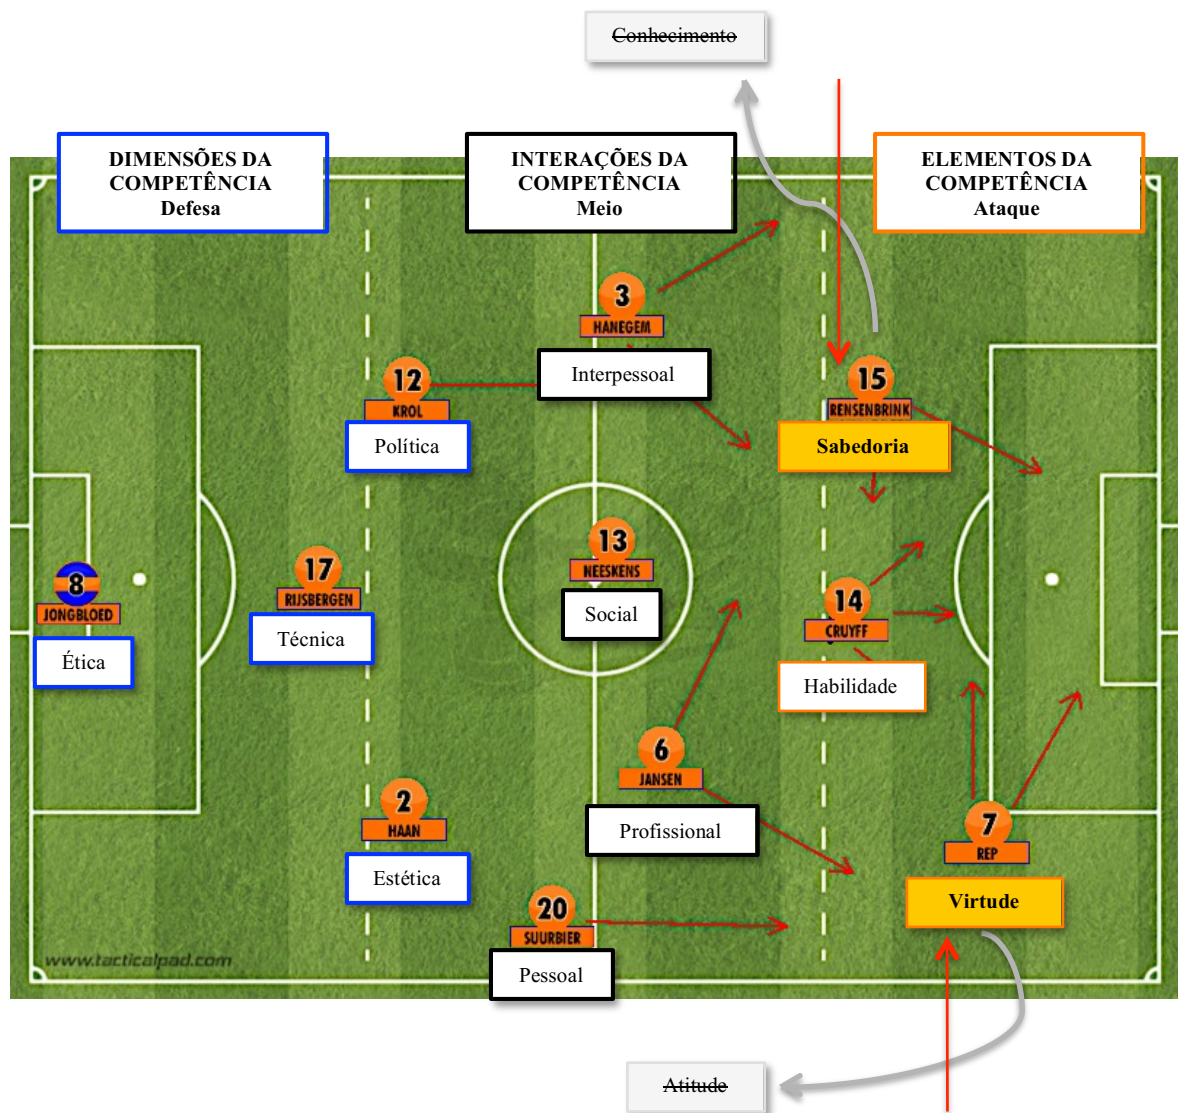 Conhecimento
DIMENSÕES DA
COMPETÊNCIA
Defesa
INTERAÇÕES DA
COMPETÊNCIA
Meio
ELEMENTOS DA
COMPETÊNCIA
Ataque
3
HANEGEM
Interpessoal
12
KROL
Política
15
RENSENBRINK
Sabedoria
13
NEESKENS
Social
17
RIJSBERGEN
Técnica
8
JONGBLOED
Ética
14
CRUYFF
Habilidade
6
JANSEN
Profissional
2
HAAN
Estética
7
REP
Virtude
20
SUURBIER
Pessoal
www.tacticalpad.com
Atitude